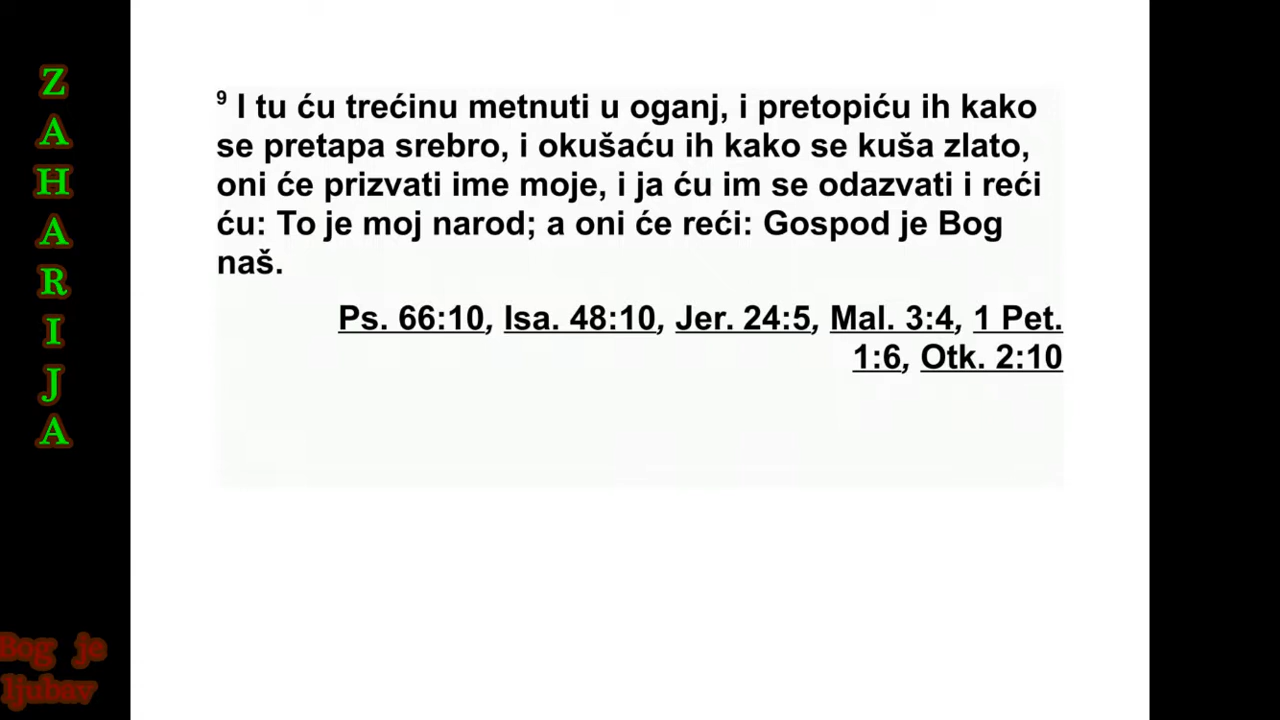 ZAHARIJA
9 I tu ću trećinu metnuti u oganj, i pretopiću ih kako
se pretapa srebro, i okušaću ih kako se kuša zlato,
oni će prizvati ime moje, i ja ću im se odazvati i reći
ću: To je moj narod; a oni će reći: Gospod je Bog
naš.
Ps. 66:10, Isa. 48:10, Jer. 24:5, Mal. 3:4, 1 Pet.
1:6, Otk. 2:10
Bog je
ljubav